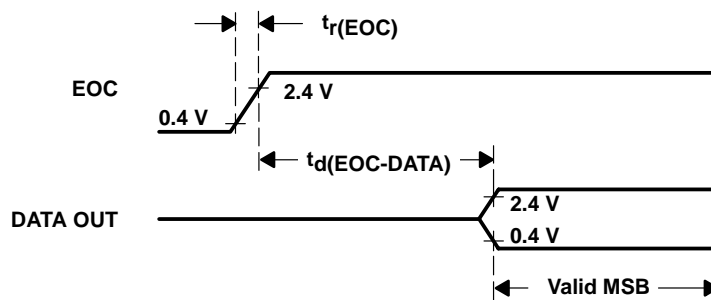 tr(EOC)
EOC
2.4 V
0.4 V
td(EOC-DATA)
DATA OUT
2.4 V
0.4 V
Valid MSB